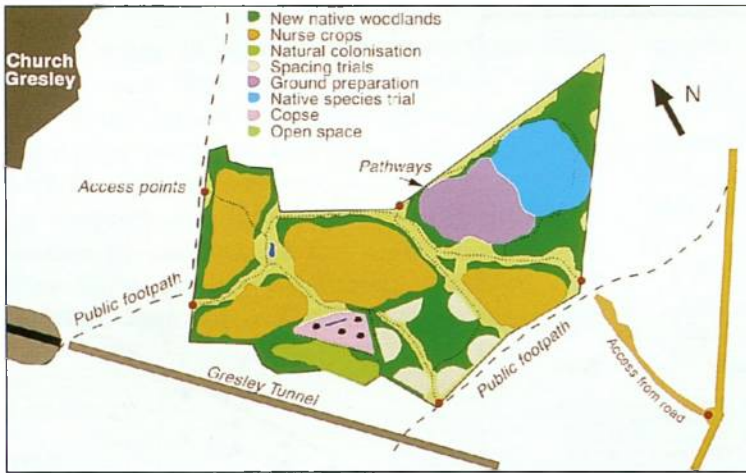 Church
Gresley
New native woodlands
Nurse crops
Natural colonisation
Spacing trials
Ground preparation
Native species trial
Copse
Open space
N
Pathways
Access points
Public footpath
Gresley Tunnel
Public footpath
Access from road